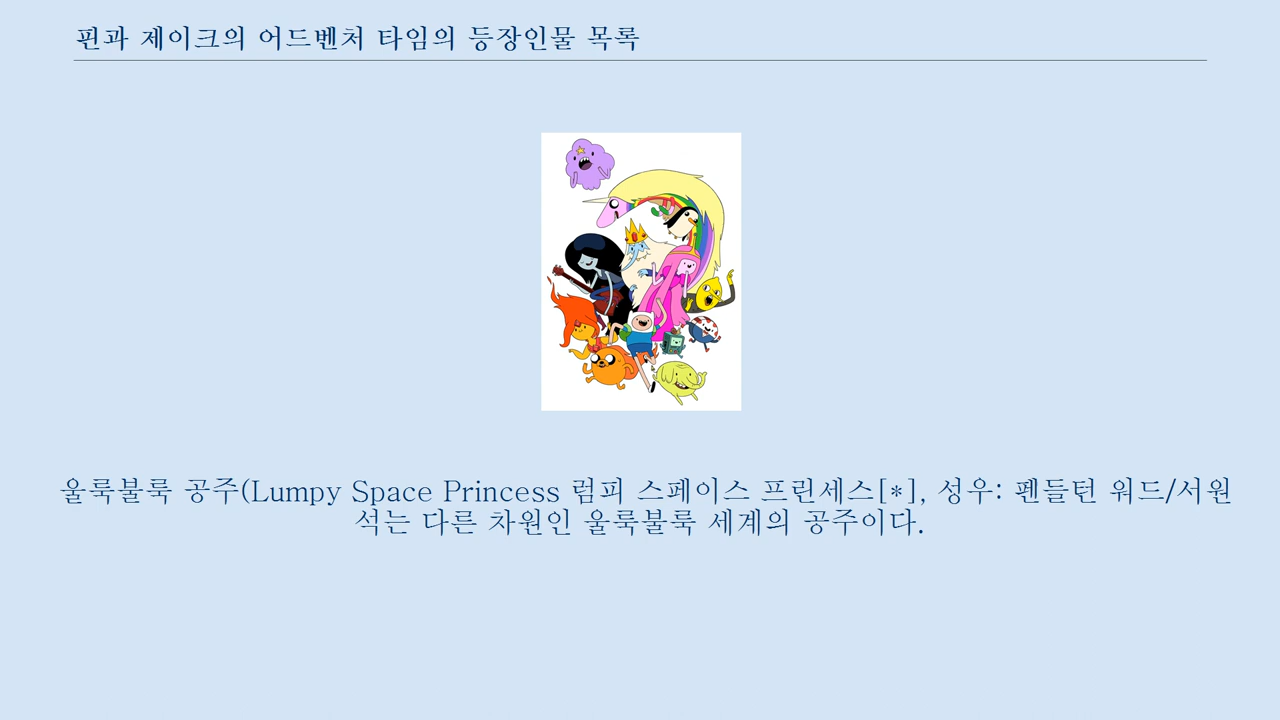 핀과 제이크의 어드벤처 타임의 등장인물 목록
울룩불룩 공주(Lumpy Space Princess 럼피 스페이스 프린세스[*], 성우: 펜들턴 워드/서원
석는 다른 차원인 울룩불룩 세계의 공주이다.